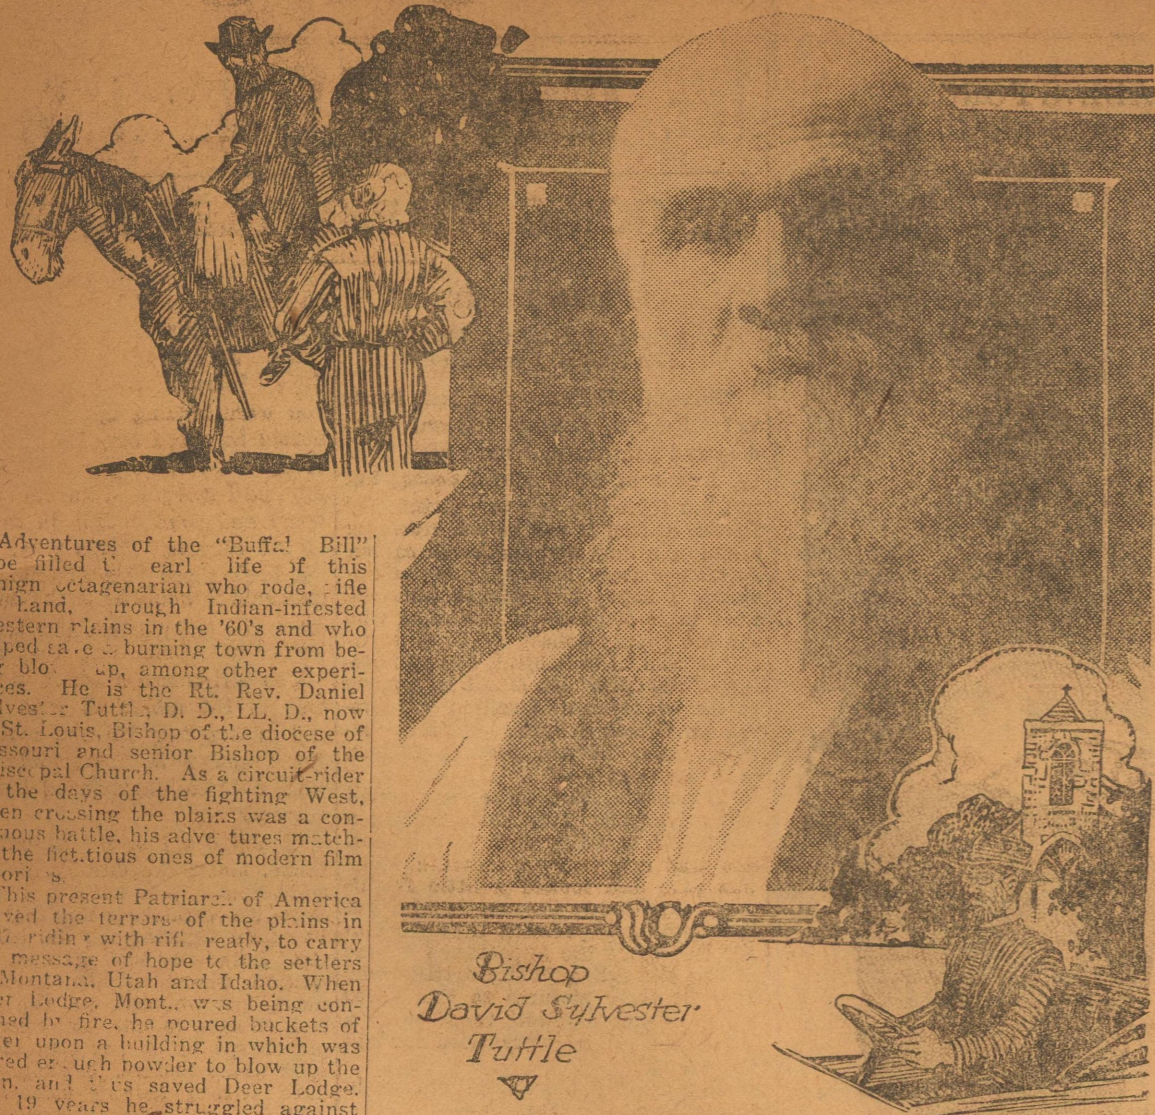 Adventures of the "Buffal Bill"
pe filled t earl life of this
nign octagenarian who rode, rifle
hand, hrough Indian-infested
estern plains in the '60's and who
ped save a burning town from be-
g blo up, among other experi-
ces. He is the Rt. Rev. Daniel
lvester Tuttle, D. D., LL. D., now
St. Louis, Bishop of the diocese of
ssouri and senior Bishop of the
iscopal Church. As a circuit-rider
the days of the fighting West,
en crossing the plains was a con-
uous battle, his adve tures match-
the fictitious ones of modern film
ori s.
his present Patriarch of America
ved the terrors of the plains in
riding with rifl ready, to carry
message of hope to the settlers
Montana, Utah and Idaho. When
er Lodge, Mont., was being con-
ned by fire, he poured buckets of
er upon a building in which was
red enough powder to blow up the
n, and thus saved Deer Lodge.
19 years he struggled against
Bishop
David Sylvester
Tuttle